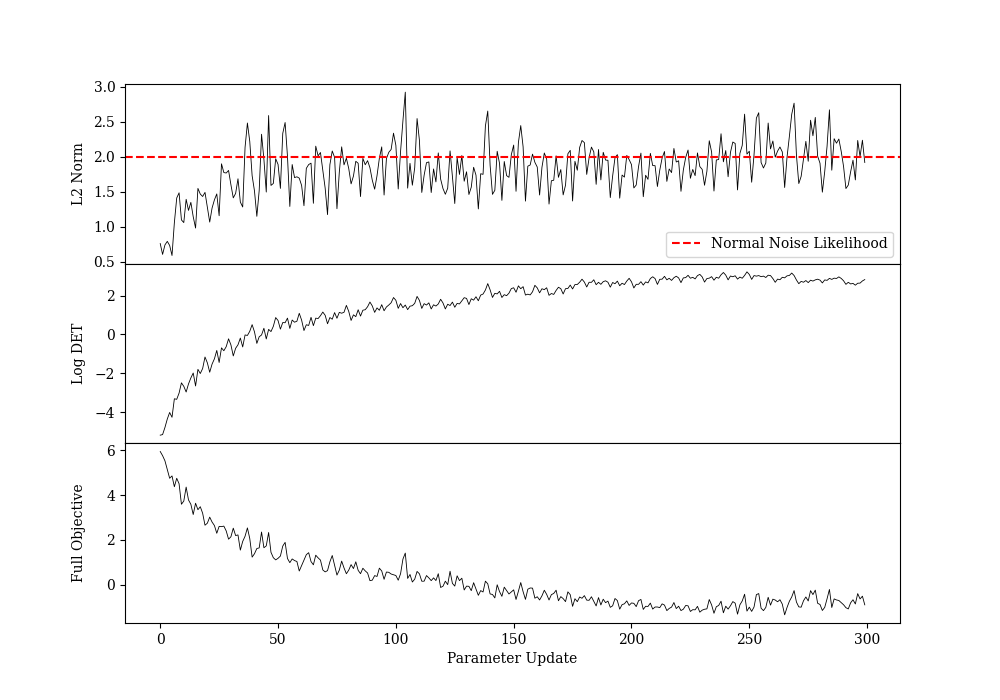 3.0
2.5
2.0
1.5
1.0
0.5
L2 Norm
Normal Noise Likelihood
2
0
−2
−4
Log DET
6
4
2
0
Full Objective
0 50 100 150 200 250 300
Parameter Update